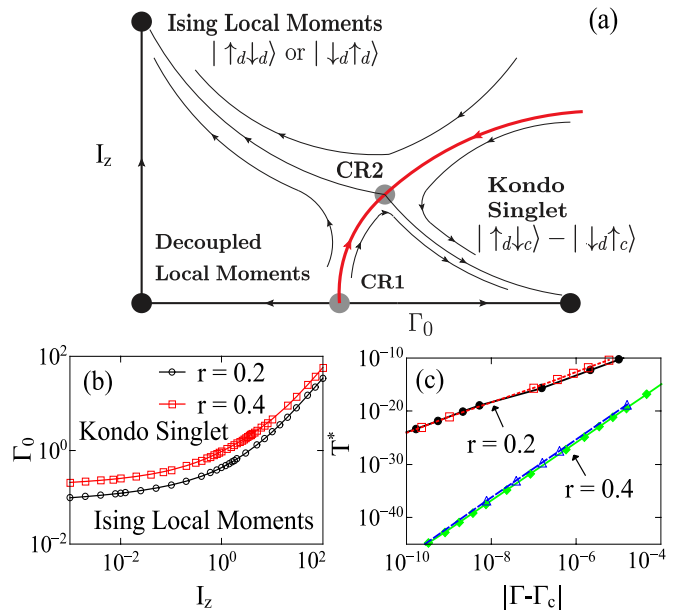 Ising Local Moments (a)
| ↑d↓d⟩ or | ↓d↑d⟩
Iz
CR2
Kondo
Singlet
| ↑d↓c⟩ − | ↓d↑c⟩
Decoupled
Local Moments
CR1
Γ0
(b)
r = 0.2
r = 0.4
Kondo Singlet
Ising Local Moments
Γ0
10^2
10^0
10^-2
10^-2 10^0 10^2
Iz
(c)
T*
10^-10
10^-20
10^-30
10^-40
r = 0.2
r = 0.4
10^-10 10^-8 10^-6 10^-4
|Γ-Γc|